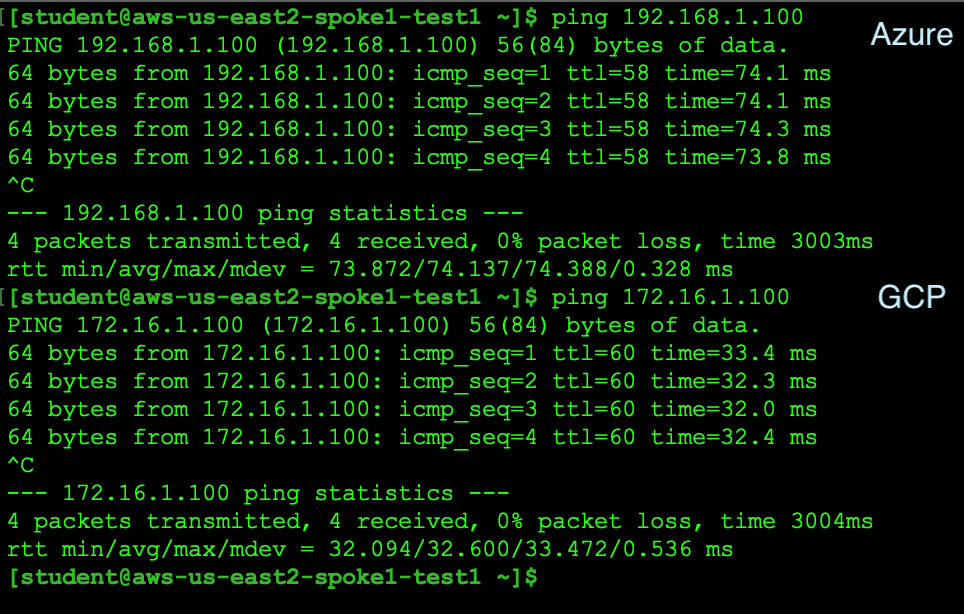 [[student@aws-us-east2-spoke1-test1 ~]$ ping 192.168.1.100
Azure
PING 192.168.1.100 (192.168.1.100) 56(84) bytes of data.
64 bytes from 192.168.1.100: icmp_seq=1 ttl=58 time=74.1 ms
64 bytes from 192.168.1.100: icmp_seq=2 ttl=58 time=74.1 ms
64 bytes from 192.168.1.100: icmp_seq=3 ttl=58 time=74.3 ms
64 bytes from 192.168.1.100: icmp_seq=4 ttl=58 time=73.8 ms
^C
--- 192.168.1.100 ping statistics ---
4 packets transmitted, 4 received, 0% packet loss, time 3003ms
rtt min/avg/max/mdev = 73.872/74.137/74.388/0.328 ms
[[student@aws-us-east2-spoke1-test1 ~]$ ping 172.16.1.100
GCP
PING 172.16.1.100 (172.16.1.100) 56(84) bytes of data.
64 bytes from 172.16.1.100: icmp_seq=1 ttl=60 time=33.4 ms
64 bytes from 172.16.1.100: icmp_seq=2 ttl=60 time=32.3 ms
64 bytes from 172.16.1.100: icmp_seq=3 ttl=60 time=32.0 ms
64 bytes from 172.16.1.100: icmp_seq=4 ttl=60 time=32.4 ms
^C
--- 172.16.1.100 ping statistics ---
4 packets transmitted, 4 received, 0% packet loss, time 3004ms
rtt min/avg/max/mdev = 32.094/32.600/33.472/0.536 ms
[student@aws-us-east2-spoke1-test1 ~]$